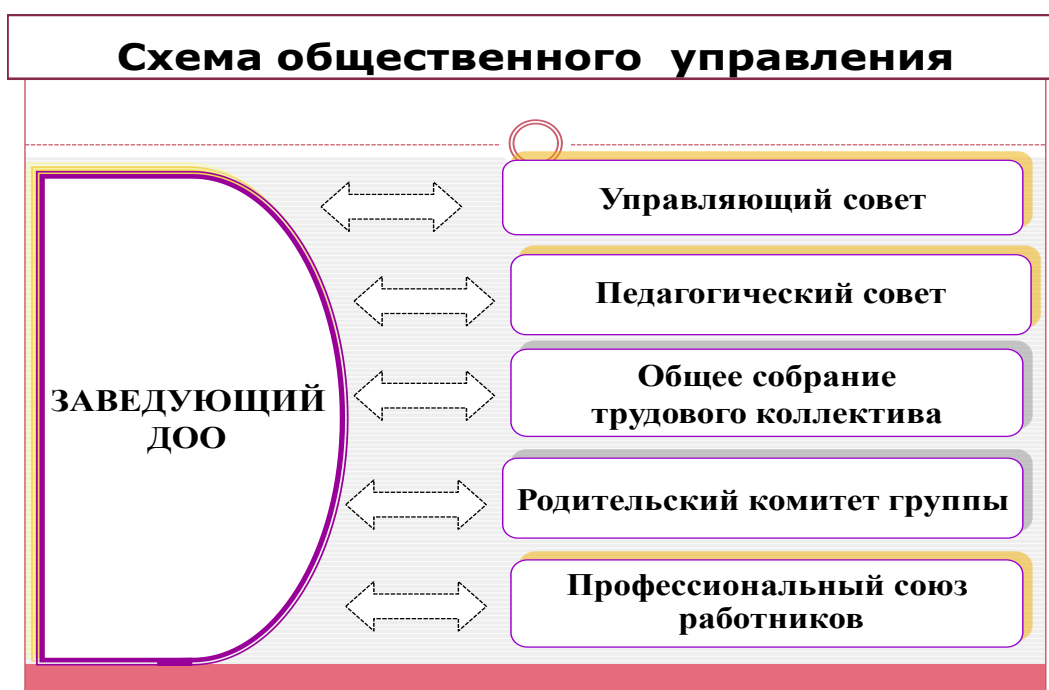 Схема общественного управления
ЗАВЕДУЮЩИЙ
ДОО
Управляющий совет
Педагогический совет
Общее собрание
трудового коллектива
Родительский комитет группы
Профессиональный союз
работников